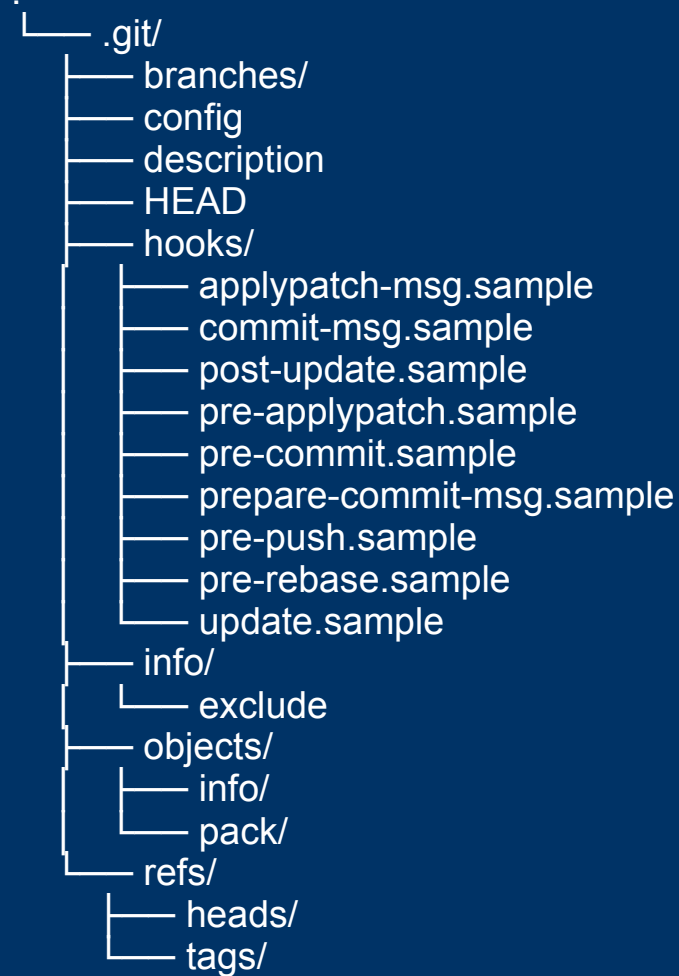 .
└── .git/
    ├── branches/
    ├── config
    ├── description
    ├── HEAD
    ├── hooks/
    │   ├── applypatch-msg.sample
    │   ├── commit-msg.sample
    │   ├── post-update.sample
    │   ├── pre-applypatch.sample
    │   ├── pre-commit.sample
    │   ├── prepare-commit-msg.sample
    │   ├── pre-push.sample
    │   ├── pre-rebase.sample
    │   └── update.sample
    ├── info/
    │   └── exclude
    ├── objects/
    │   ├── info/
    │   └── pack/
    └── refs/
        ├── heads/
        └── tags/